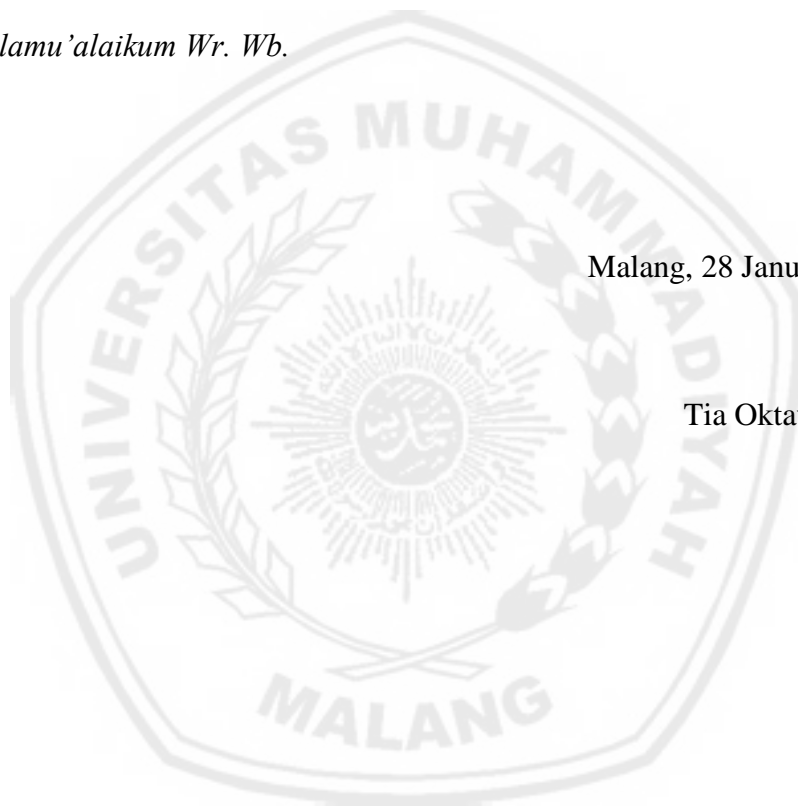 lamu’alaikum Wr. Wb.
Malang, 28 Janu
Tia Okta
UNIVERSITAS MUHAMMADIYAH
MALANG